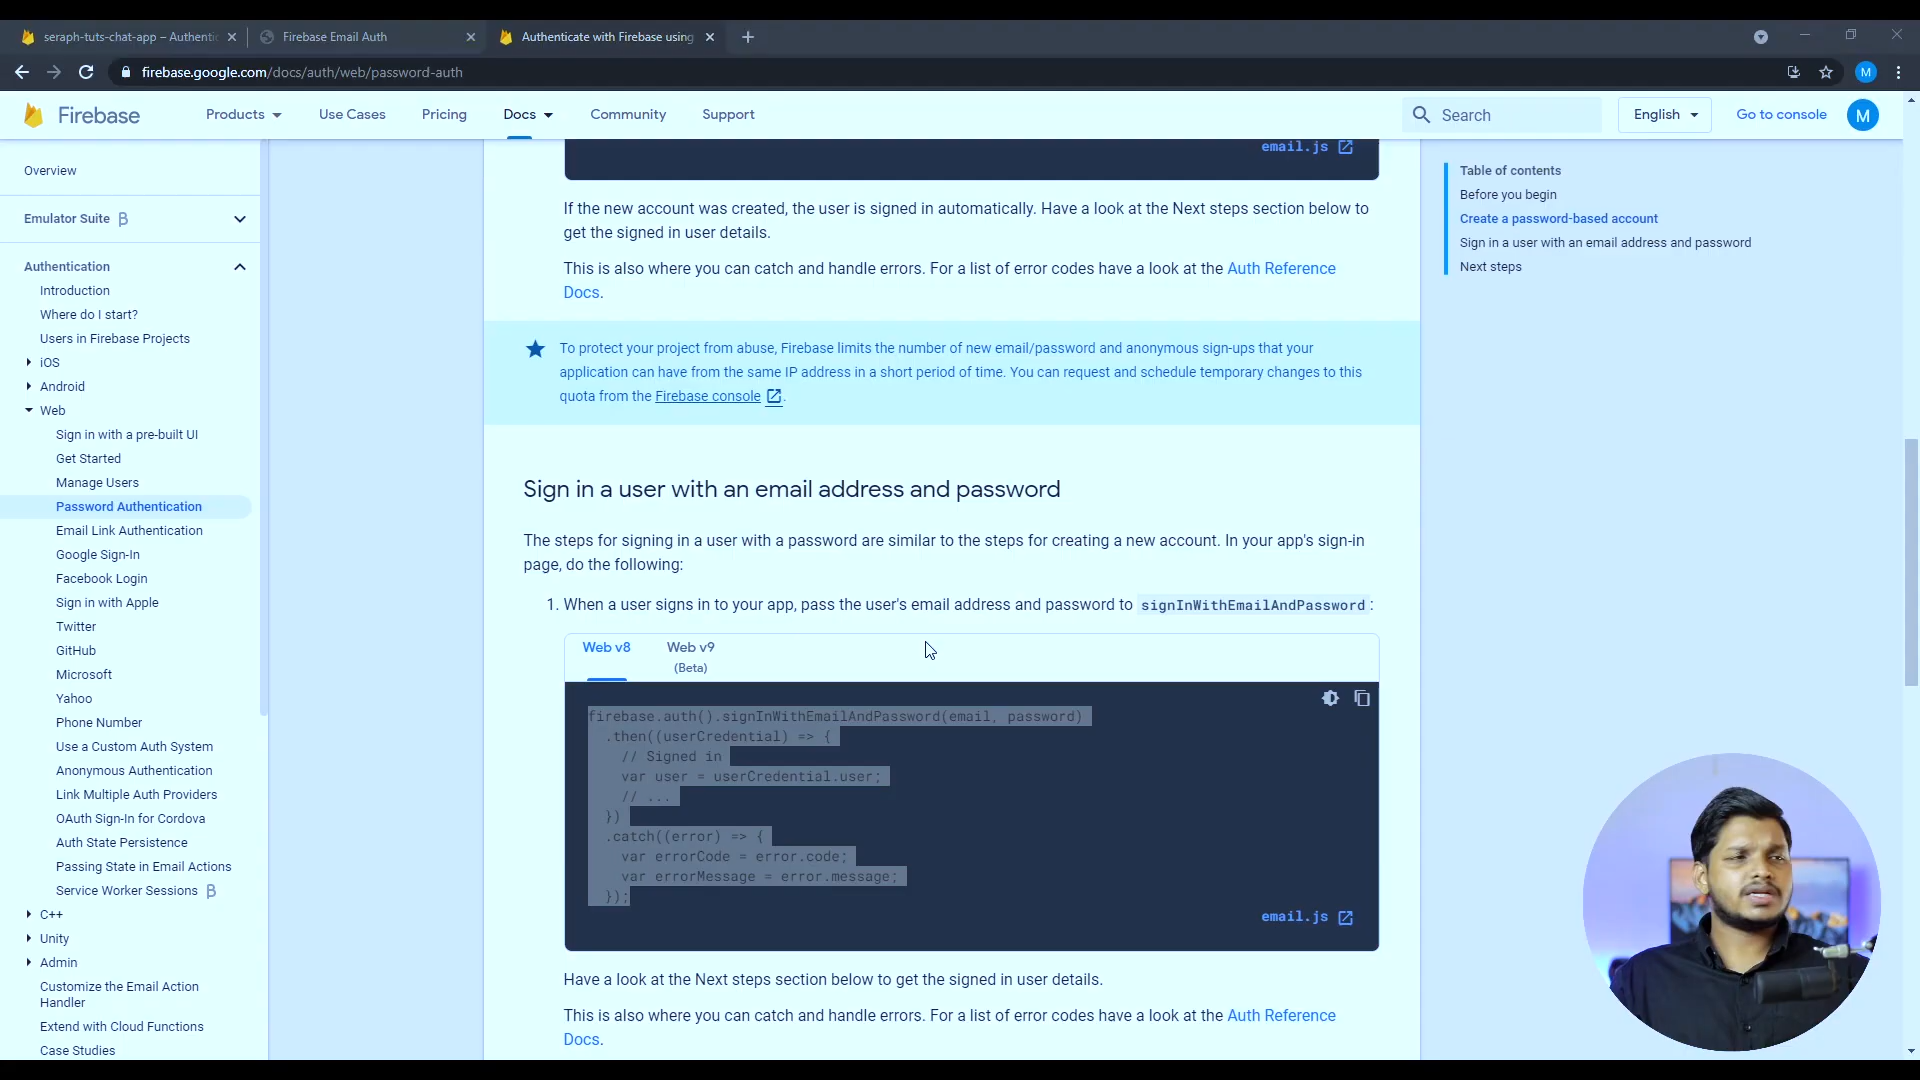 seraph-tuts-chat-app – Authentic
Firebase Email Auth
Authenticate with Firebase using
firebase.google.com/docs/auth/web/password-auth
M
Firebase
Products
Use Cases
Pricing
Docs
Community
Support
Search
English
Go to console
M
Overview
Emulator Suite β
Authentication
Introduction
Where do I start?
Users in Firebase Projects
iOS
Android
Web
Sign in with a pre-built UI
Get Started
Manage Users
Password Authentication
Email Link Authentication
Google Sign-In
Facebook Login
Sign in with Apple
Twitter
GitHub
Microsoft
Yahoo
Phone Number
Use a Custom Auth System
Anonymous Authentication
Link Multiple Auth Providers
OAuth Sign-In for Cordova
Auth State Persistence
Passing State in Email Actions
Service Worker Sessions β
C++
Unity
Admin
Customize the Email Action
Handler
Extend with Cloud Functions
Case Studies
email.js
If the new account was created, the user is signed in automatically. Have a look at the Next steps section below to
get the signed in user details.
This is also where you can catch and handle errors. For a list of error codes have a look at the Auth Reference
Docs.
To protect your project from abuse, Firebase limits the number of new email/password and anonymous sign-ups that your
application can have from the same IP address in a short period of time. You can request and schedule temporary changes to this
quota from the Firebase console.
Sign in a user with an email address and password
The steps for signing in a user with a password are similar to the steps for creating a new account. In your app's sign-in
page, do the following:
1. When a user signs in to your app, pass the user's email address and password to signInWithEmailAndPassword:
Web v8
Web v9
(Beta)
firebase.auth().signInWithEmailAndPassword(email, password)
.then((userCredential) => {
// Signed in
var user = userCredential.user;
// ...
})
.catch((error) => {
var errorCode = error.code;
var errorMessage = error.message;
});
email.js
Have a look at the Next steps section below to get the signed in user details.
This is also where you can catch and handle errors. For a list of error codes have a look at the Auth Reference
Docs.
Table of contents
Before you begin
Create a password-based account
Sign in a user with an email address and password
Next steps